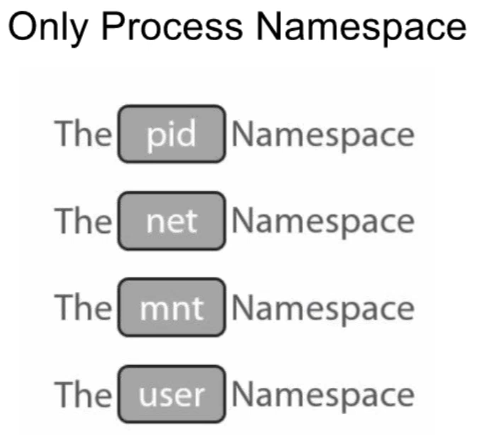 Only Process Namespace
The pid Namespace
The net Namespace
The mnt Namespace
The user Namespace